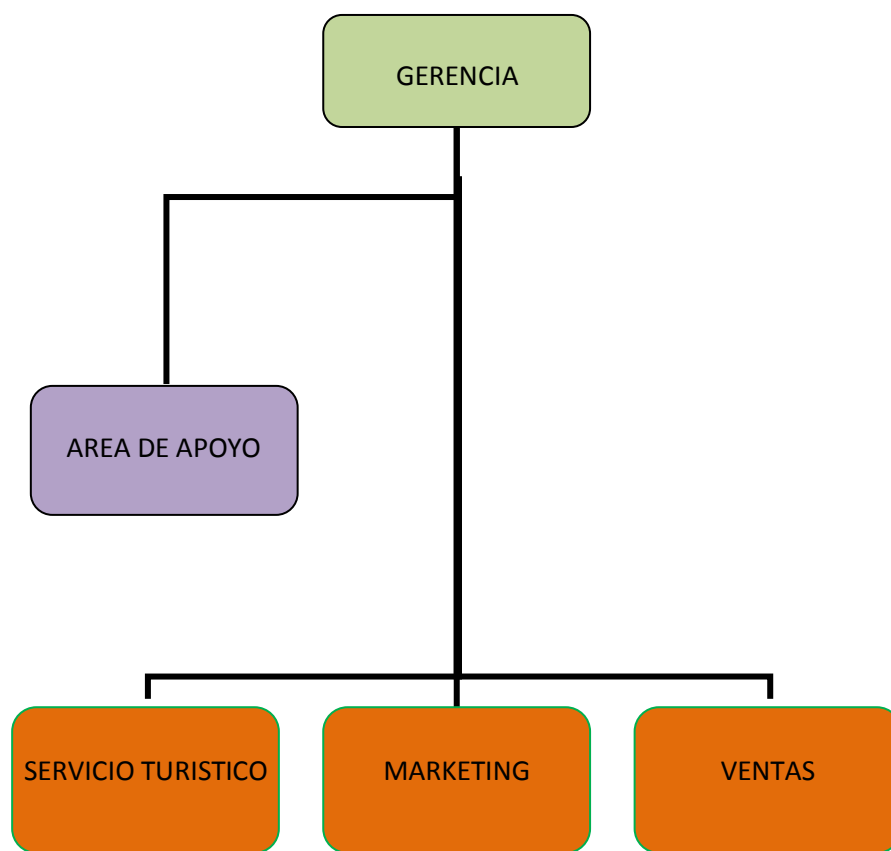 GERENCIA
AREA DE APOYO
SERVICIO TURISTICO
MARKETING
VENTAS